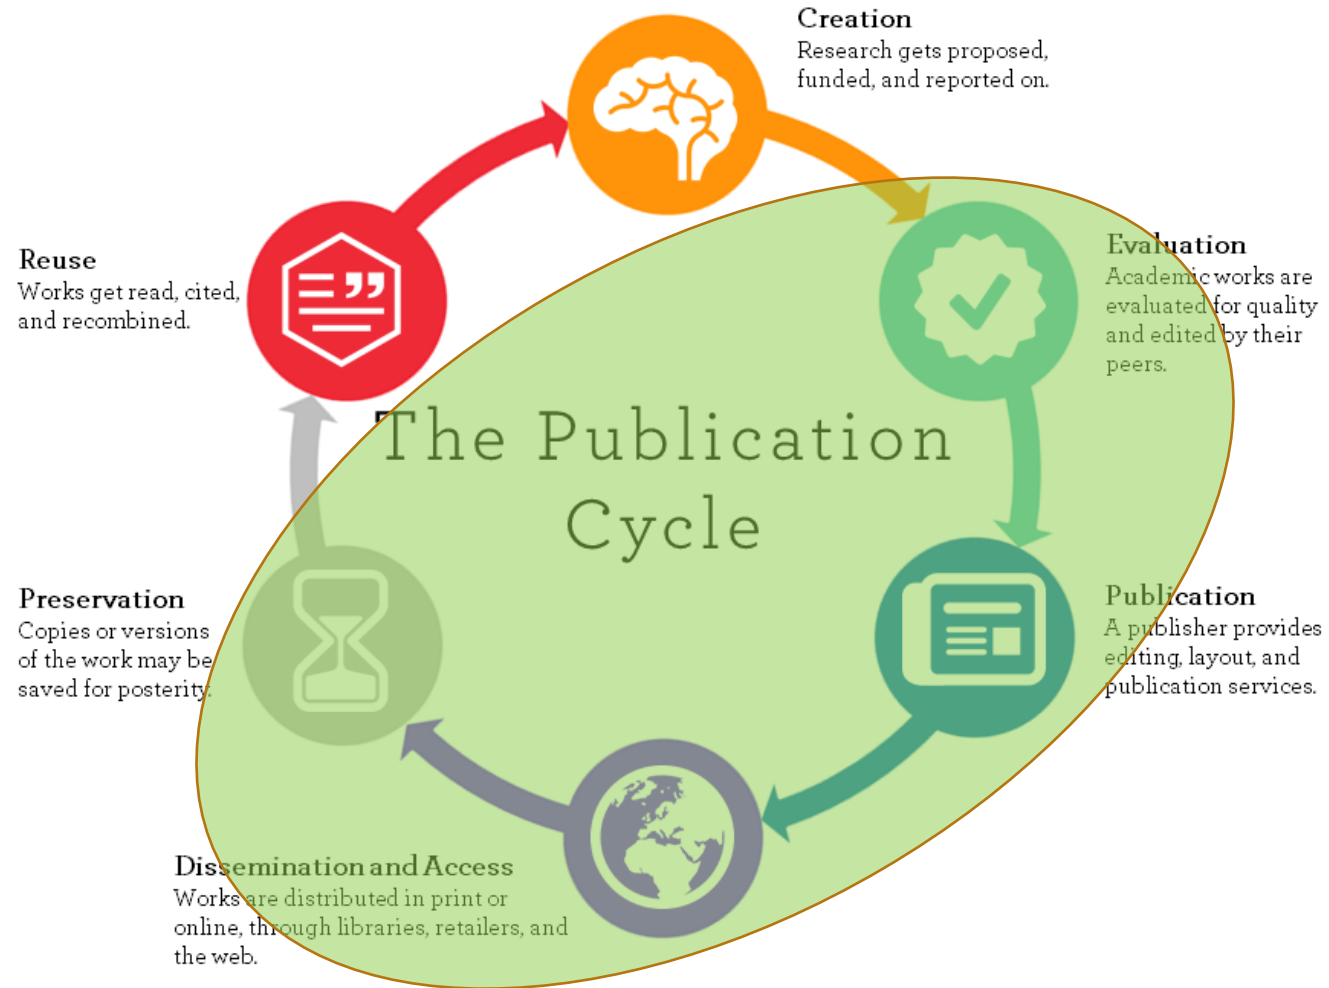 Creation
Research gets proposed,
funded, and reported on.
Evaluation
Academic works are
evaluated for quality
and edited by their
peers.
Publication
A publisher provides
editing, layout, and
publication services.
Dissemination and Access
Works are distributed in print or
online, through libraries, retailers, and
the web.
Preservation
Copies or versions
of the work may be
saved for posterity.
Reuse
Works get read, cited,
and recombined.
The Publication
Cycle